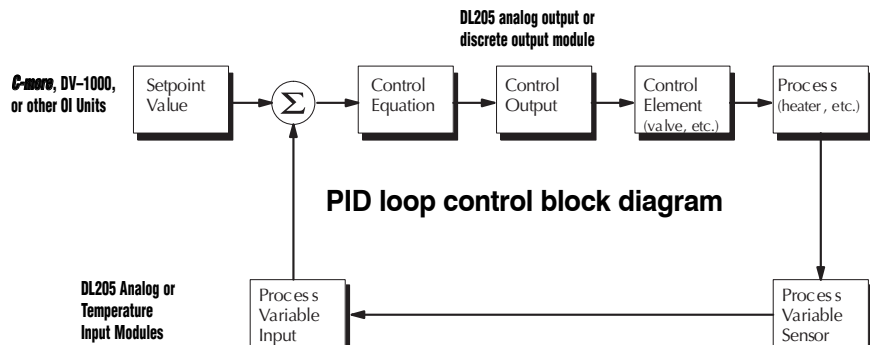 DL205 analog output or
discrete output module
C-more, DV–1000,
or other OI Units
Setpoint
Value
Σ
Control
Equation
Control
Output
Control
Element
(valve, etc.)
Process
(heater, etc.)
PID loop control block diagram
DL205 Analog or
Temperature
Input Modules
Process
Variable
Input
Process
Variable
Sensor